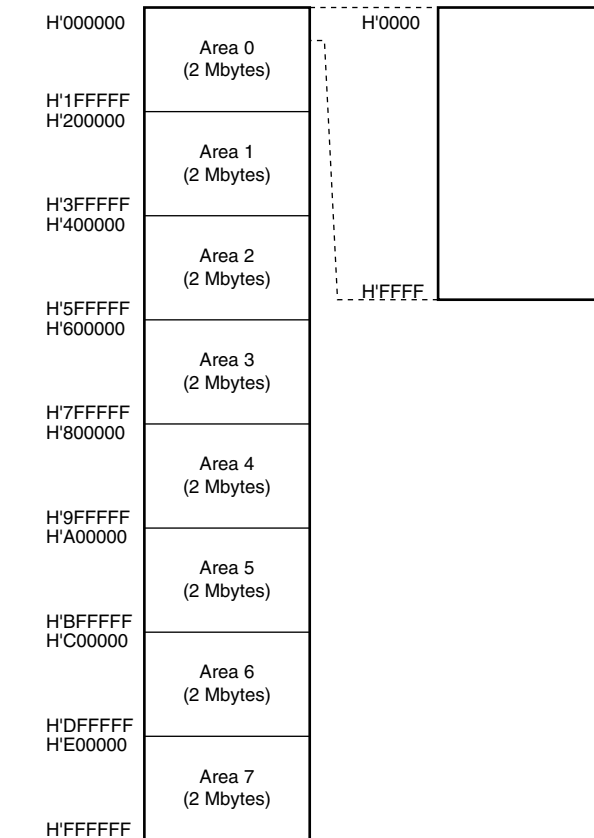 H'000000
Area 0
(2 Mbytes)
H'1FFFFF
H'200000
Area 1
(2 Mbytes)
H'3FFFFF
H'400000
Area 2
(2 Mbytes)
H'5FFFFF
H'600000
Area 3
(2 Mbytes)
H'7FFFFF
H'800000
Area 4
(2 Mbytes)
H'9FFFFF
H'A00000
Area 5
(2 Mbytes)
H'BFFFFF
H'C00000
Area 6
(2 Mbytes)
H'DFFFFF
H'E00000
Area 7
(2 Mbytes)
H'FFFFFF
H'0000
H'FFFF